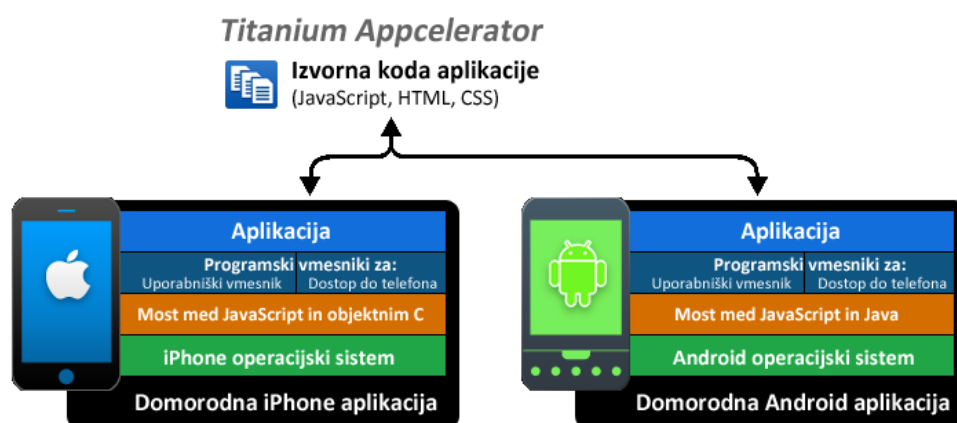 Titanium Appcelerator
Izvorna koda aplikacije
(JavaScript, HTML, CSS)
Aplikacija
Programski vmesniki za:
Uporabniški vmesnik
Dostop do telefona
Most med JavaScript in objektnim C
iPhone operacijski sistem
Domorodna iPhone aplikacija
Aplikacija
Programski vmesniki za:
Uporabniški vmesnik
Dostop do telefona
Most med JavaScript in Java
Android operacijski sistem
Domorodna Android aplikacija